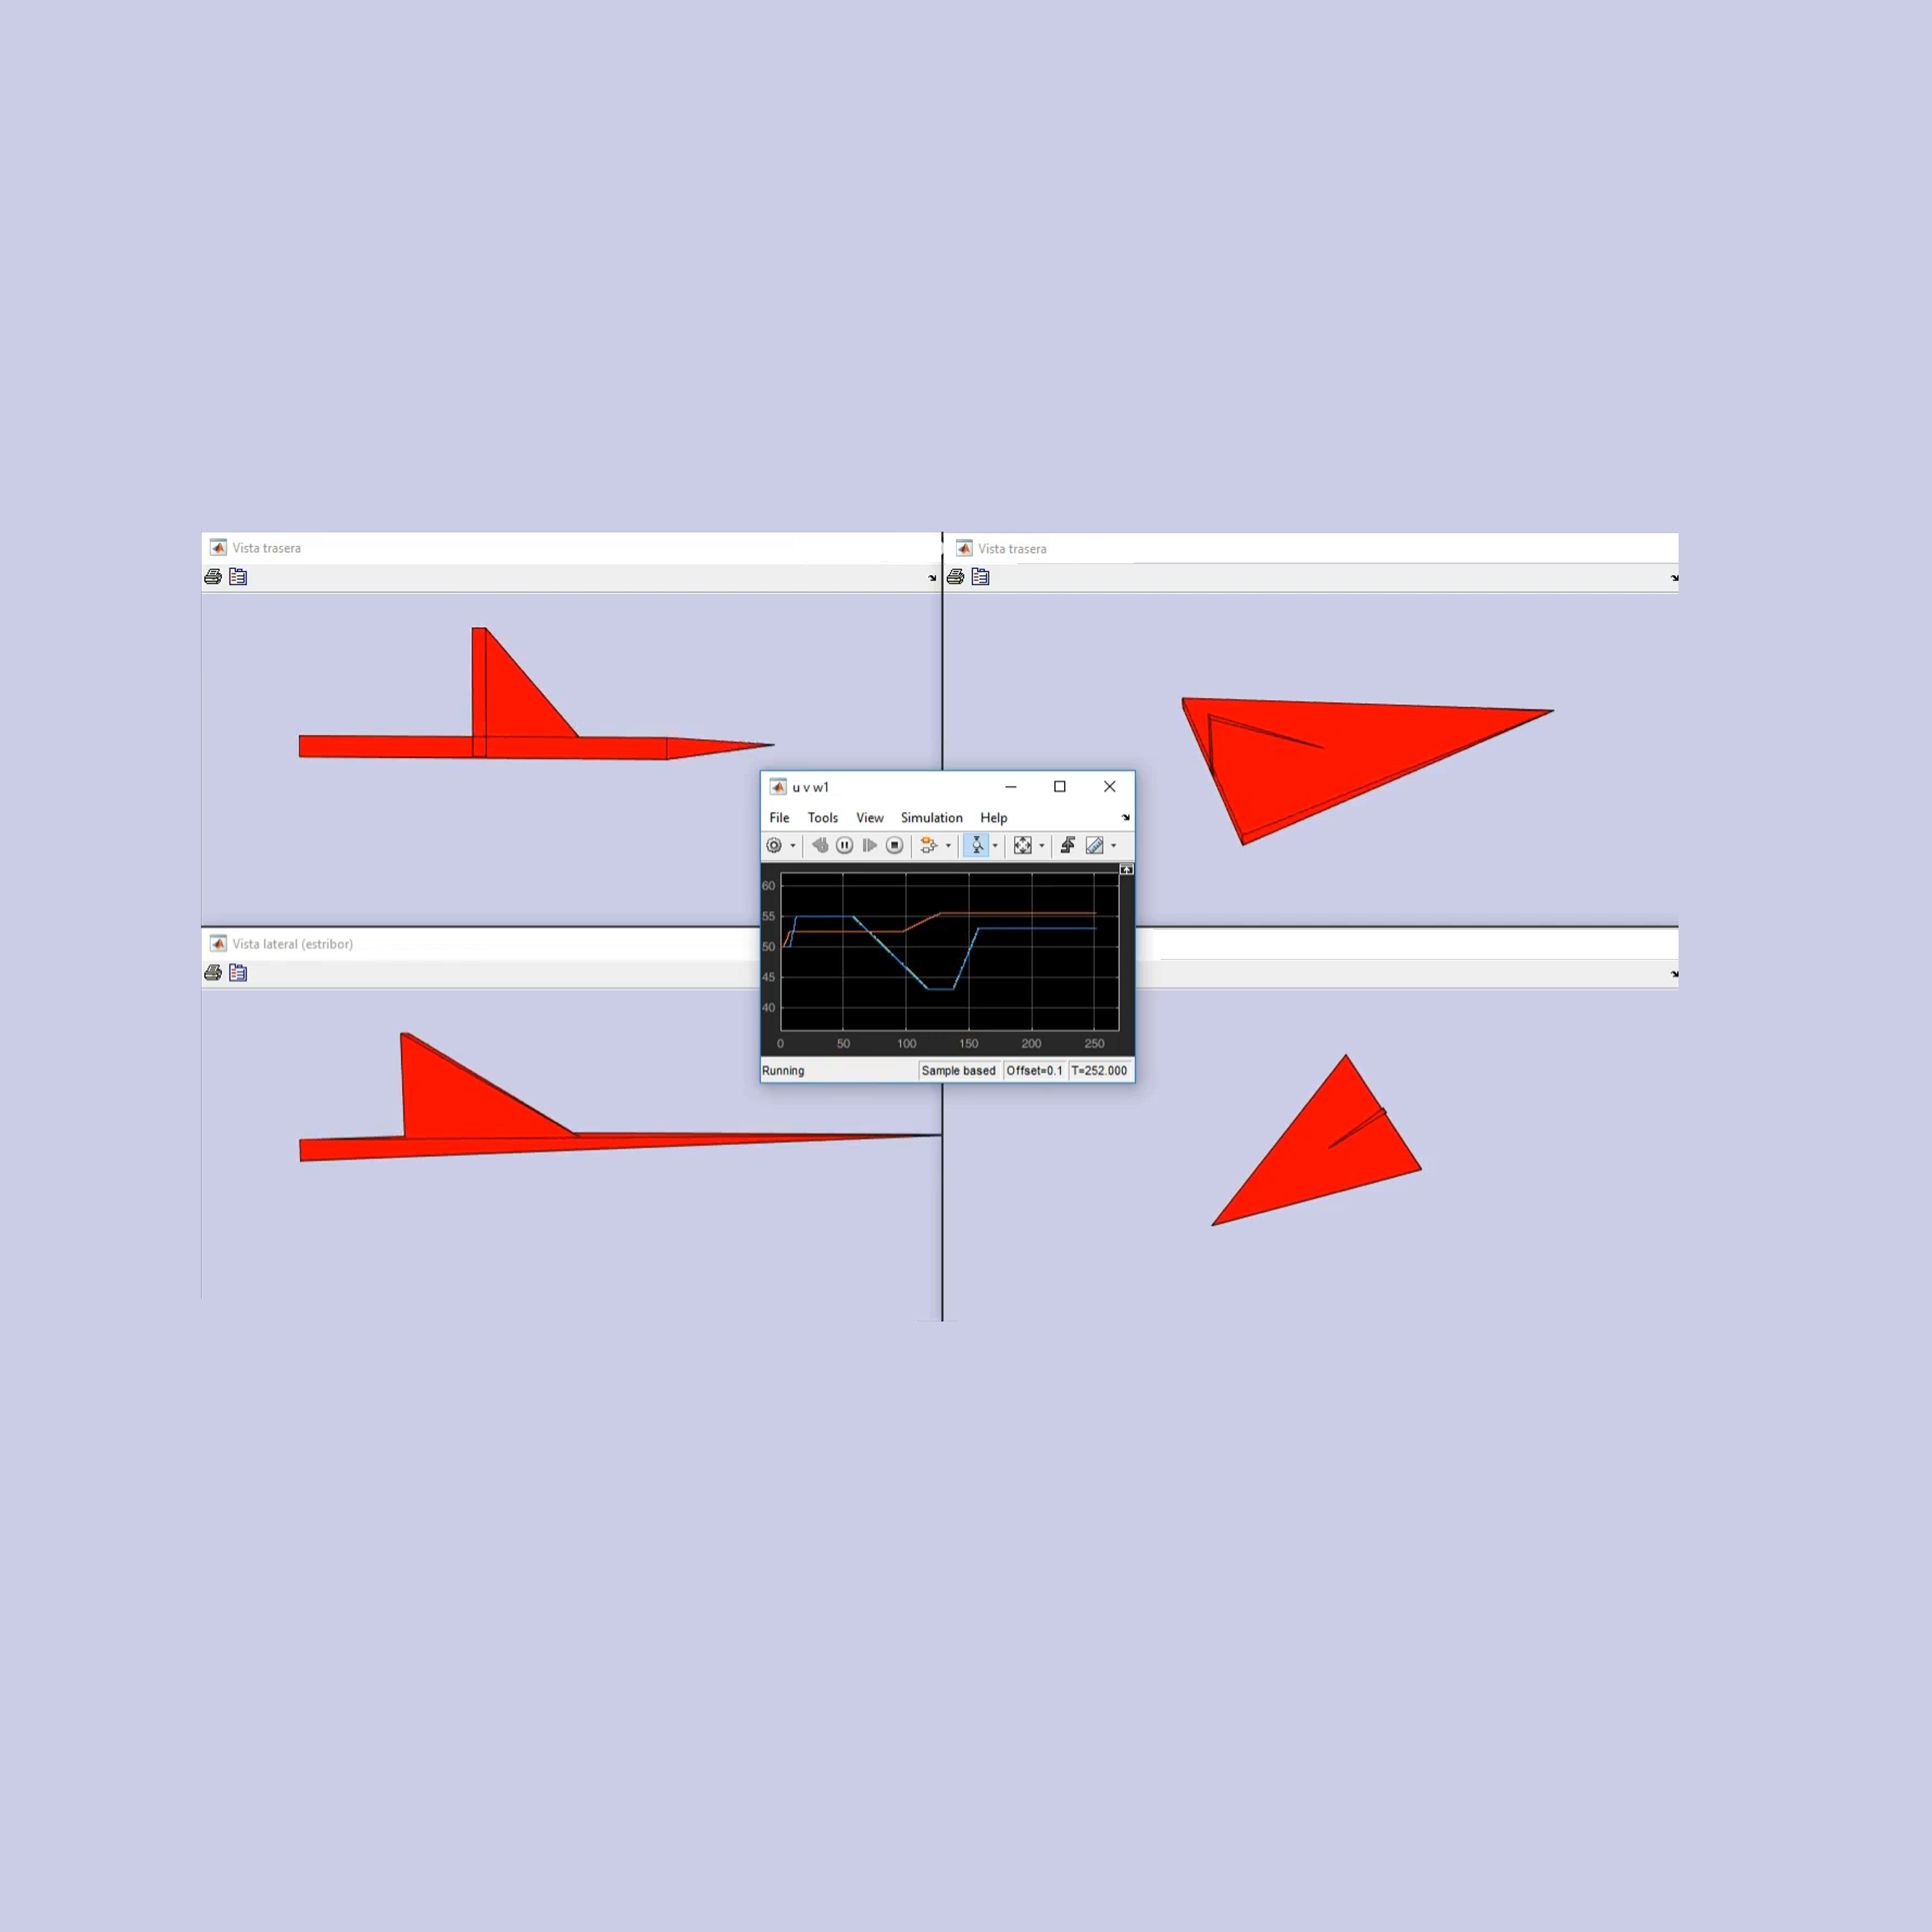 Vista trasera
Vista trasera
u v w1
File Tools View Simulation Help
60
55
50
45
40
0 50 100 150 200 250
Running Sample based Offset=0.1 T=252.000
Vista lateral (estribor)